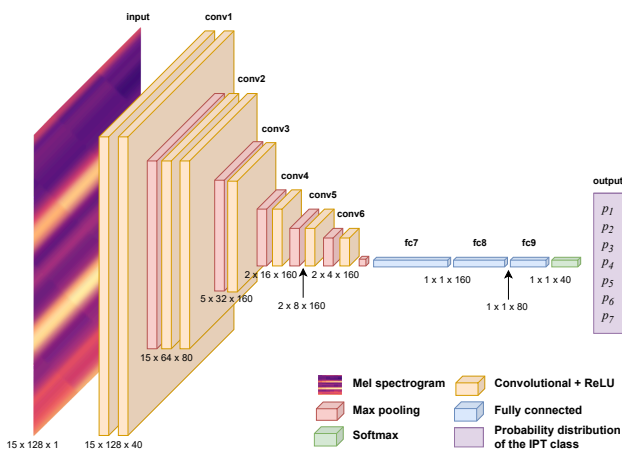 input
conv1
conv2
conv3
conv4
conv5
conv6
fc7
fc8
fc9
output
p1
p2
p3
p4
p5
p6
p7
15 x 128 x 1
15 x 128 x 40
15 x 64 x 80
5 x 32 x 160
2 x 16 x 160
2 x 8 x 160
2 x 4 x 160
1 x 1 x 160
1 x 1 x 80
1 x 1 x 40
Mel spectrogram
Max pooling
Softmax
Convolutional + ReLU
Fully connected
Probability distribution
of the IPT class